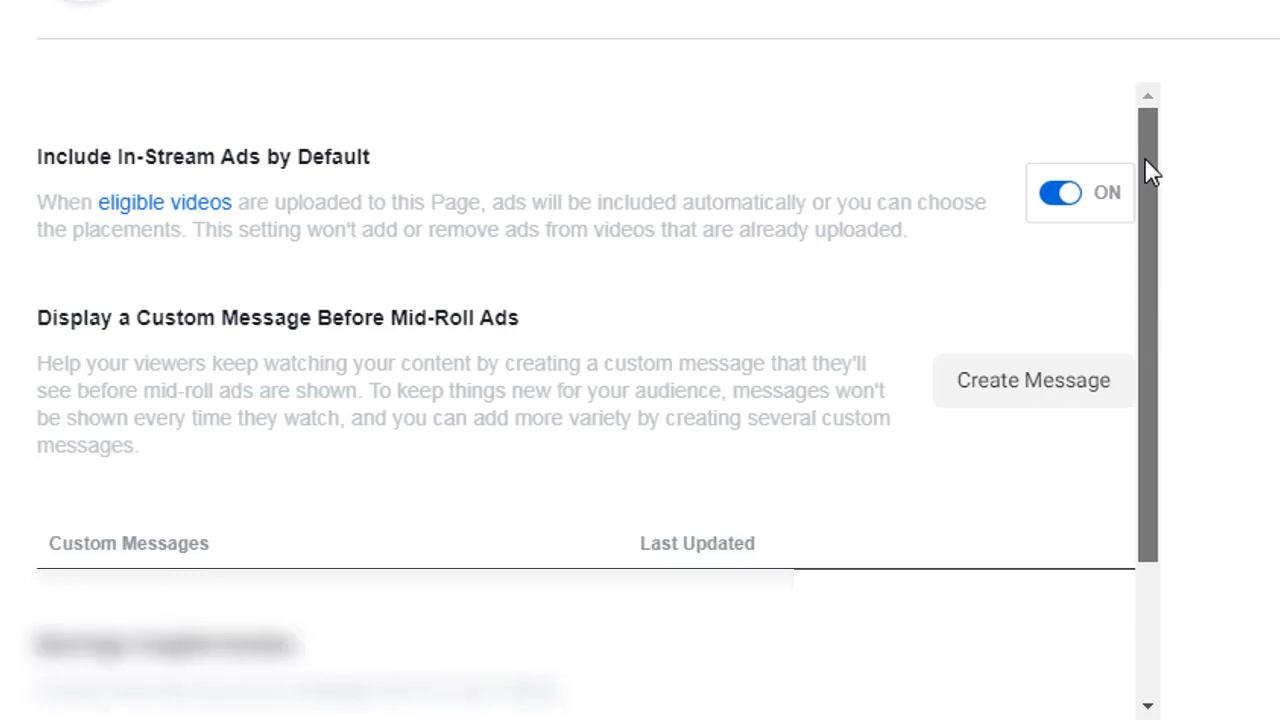 Include In-Stream Ads by Default
When eligible videos are uploaded to this Page, ads will be included automatically or you can choose
the placements. This setting won't add or remove ads from videos that are already uploaded.
ON
Display a Custom Message Before Mid-Roll Ads
Help your viewers keep watching your content by creating a custom message that they'll
see before mid-roll ads are shown. To keep things new for your audience, messages won't
be shown every time they watch, and you can add more variety by creating several custom
messages.
Create Message
Custom Messages Last Updated